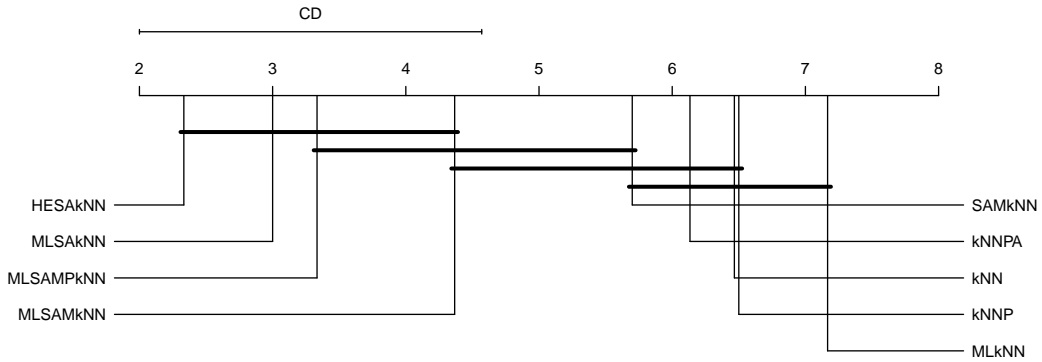 CD
2 3 4 5 6 7 8
HESAkNN
MLSAkNN
MLSAMPkNN
MLSAMkNN
SAMkNN
kNNPA
kNN
kNNP
MLkNN